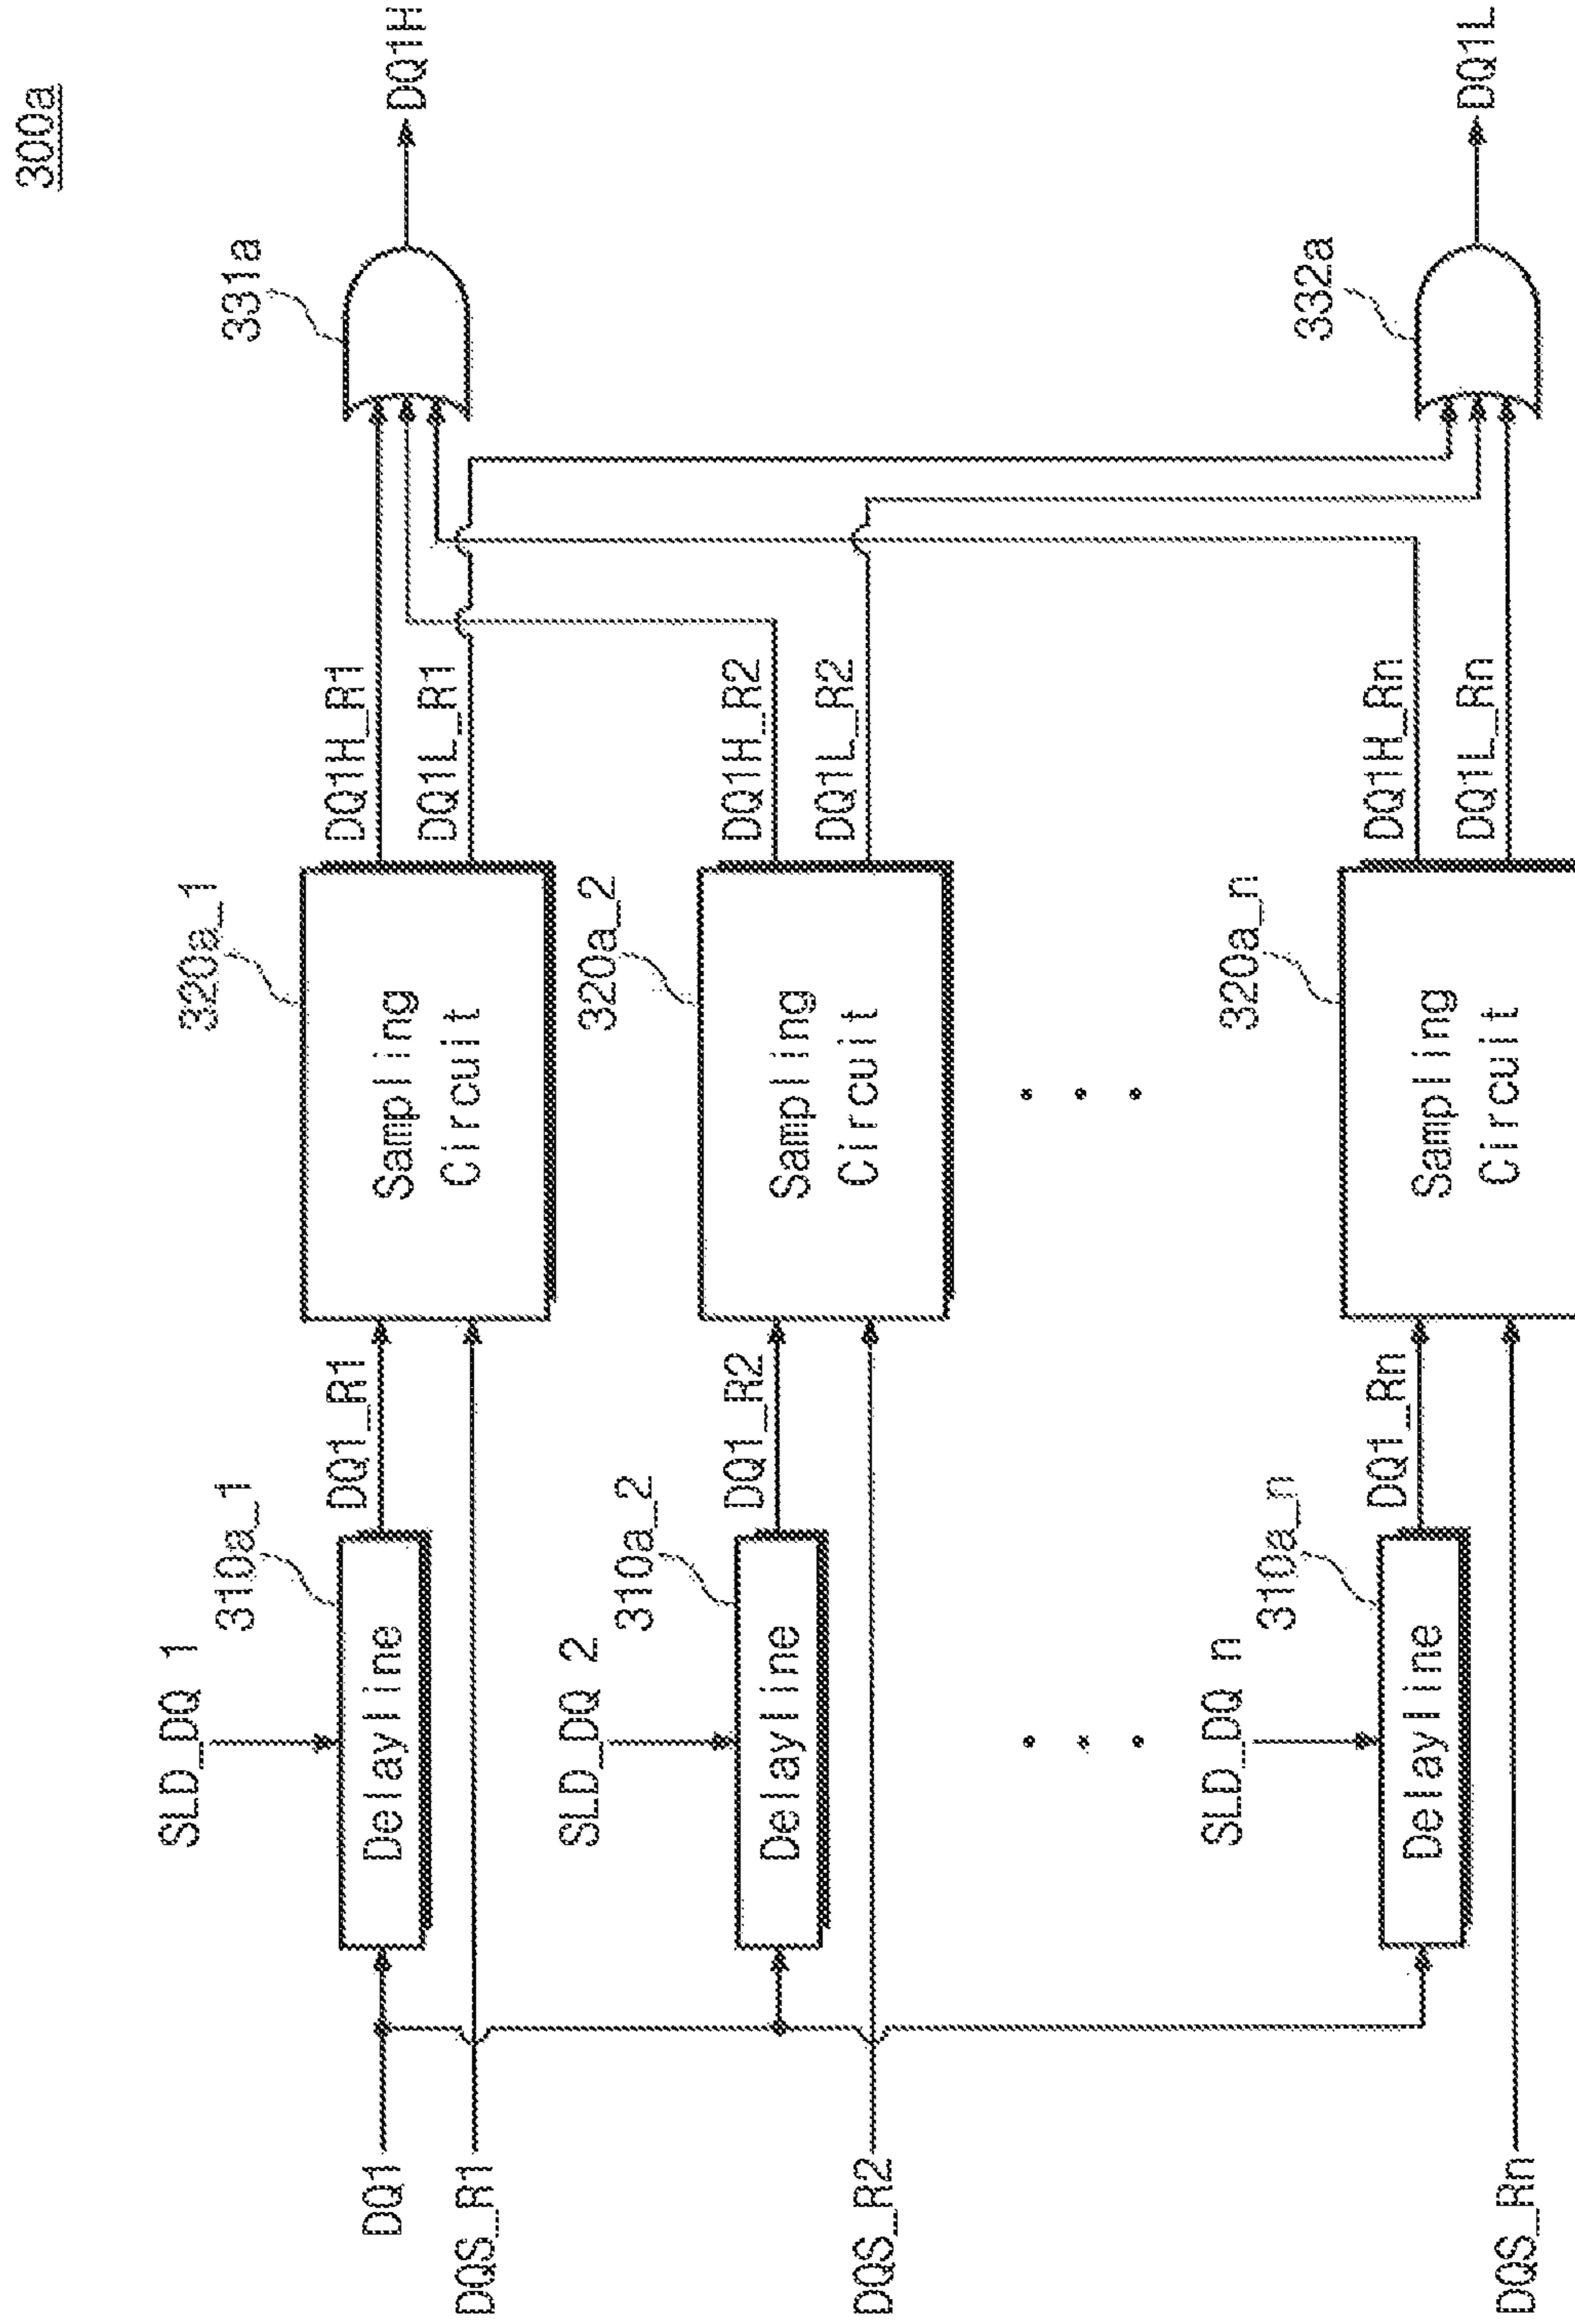 300a
SLD_DQ_1
310a_1
320a_1
331a
DQ1
Delayline
DQ1_R1
Sampling
Circuit
DQ1H_R1
DQ1H
DQS_R1
DQ1L_R1
SLD_DQ_2
310a_2
320a_2
Delayline
DQ1_R2
Sampling
Circuit
DQ1H_R2
DQS_R2
DQ1L_R2
SLD_DQ_n
310a_n
320a_n
332a
Delayline
DQ1_Rn
Sampling
Circuit
DQ1H_Rn
DQ1L
DQS_Rn
DQ1L_Rn